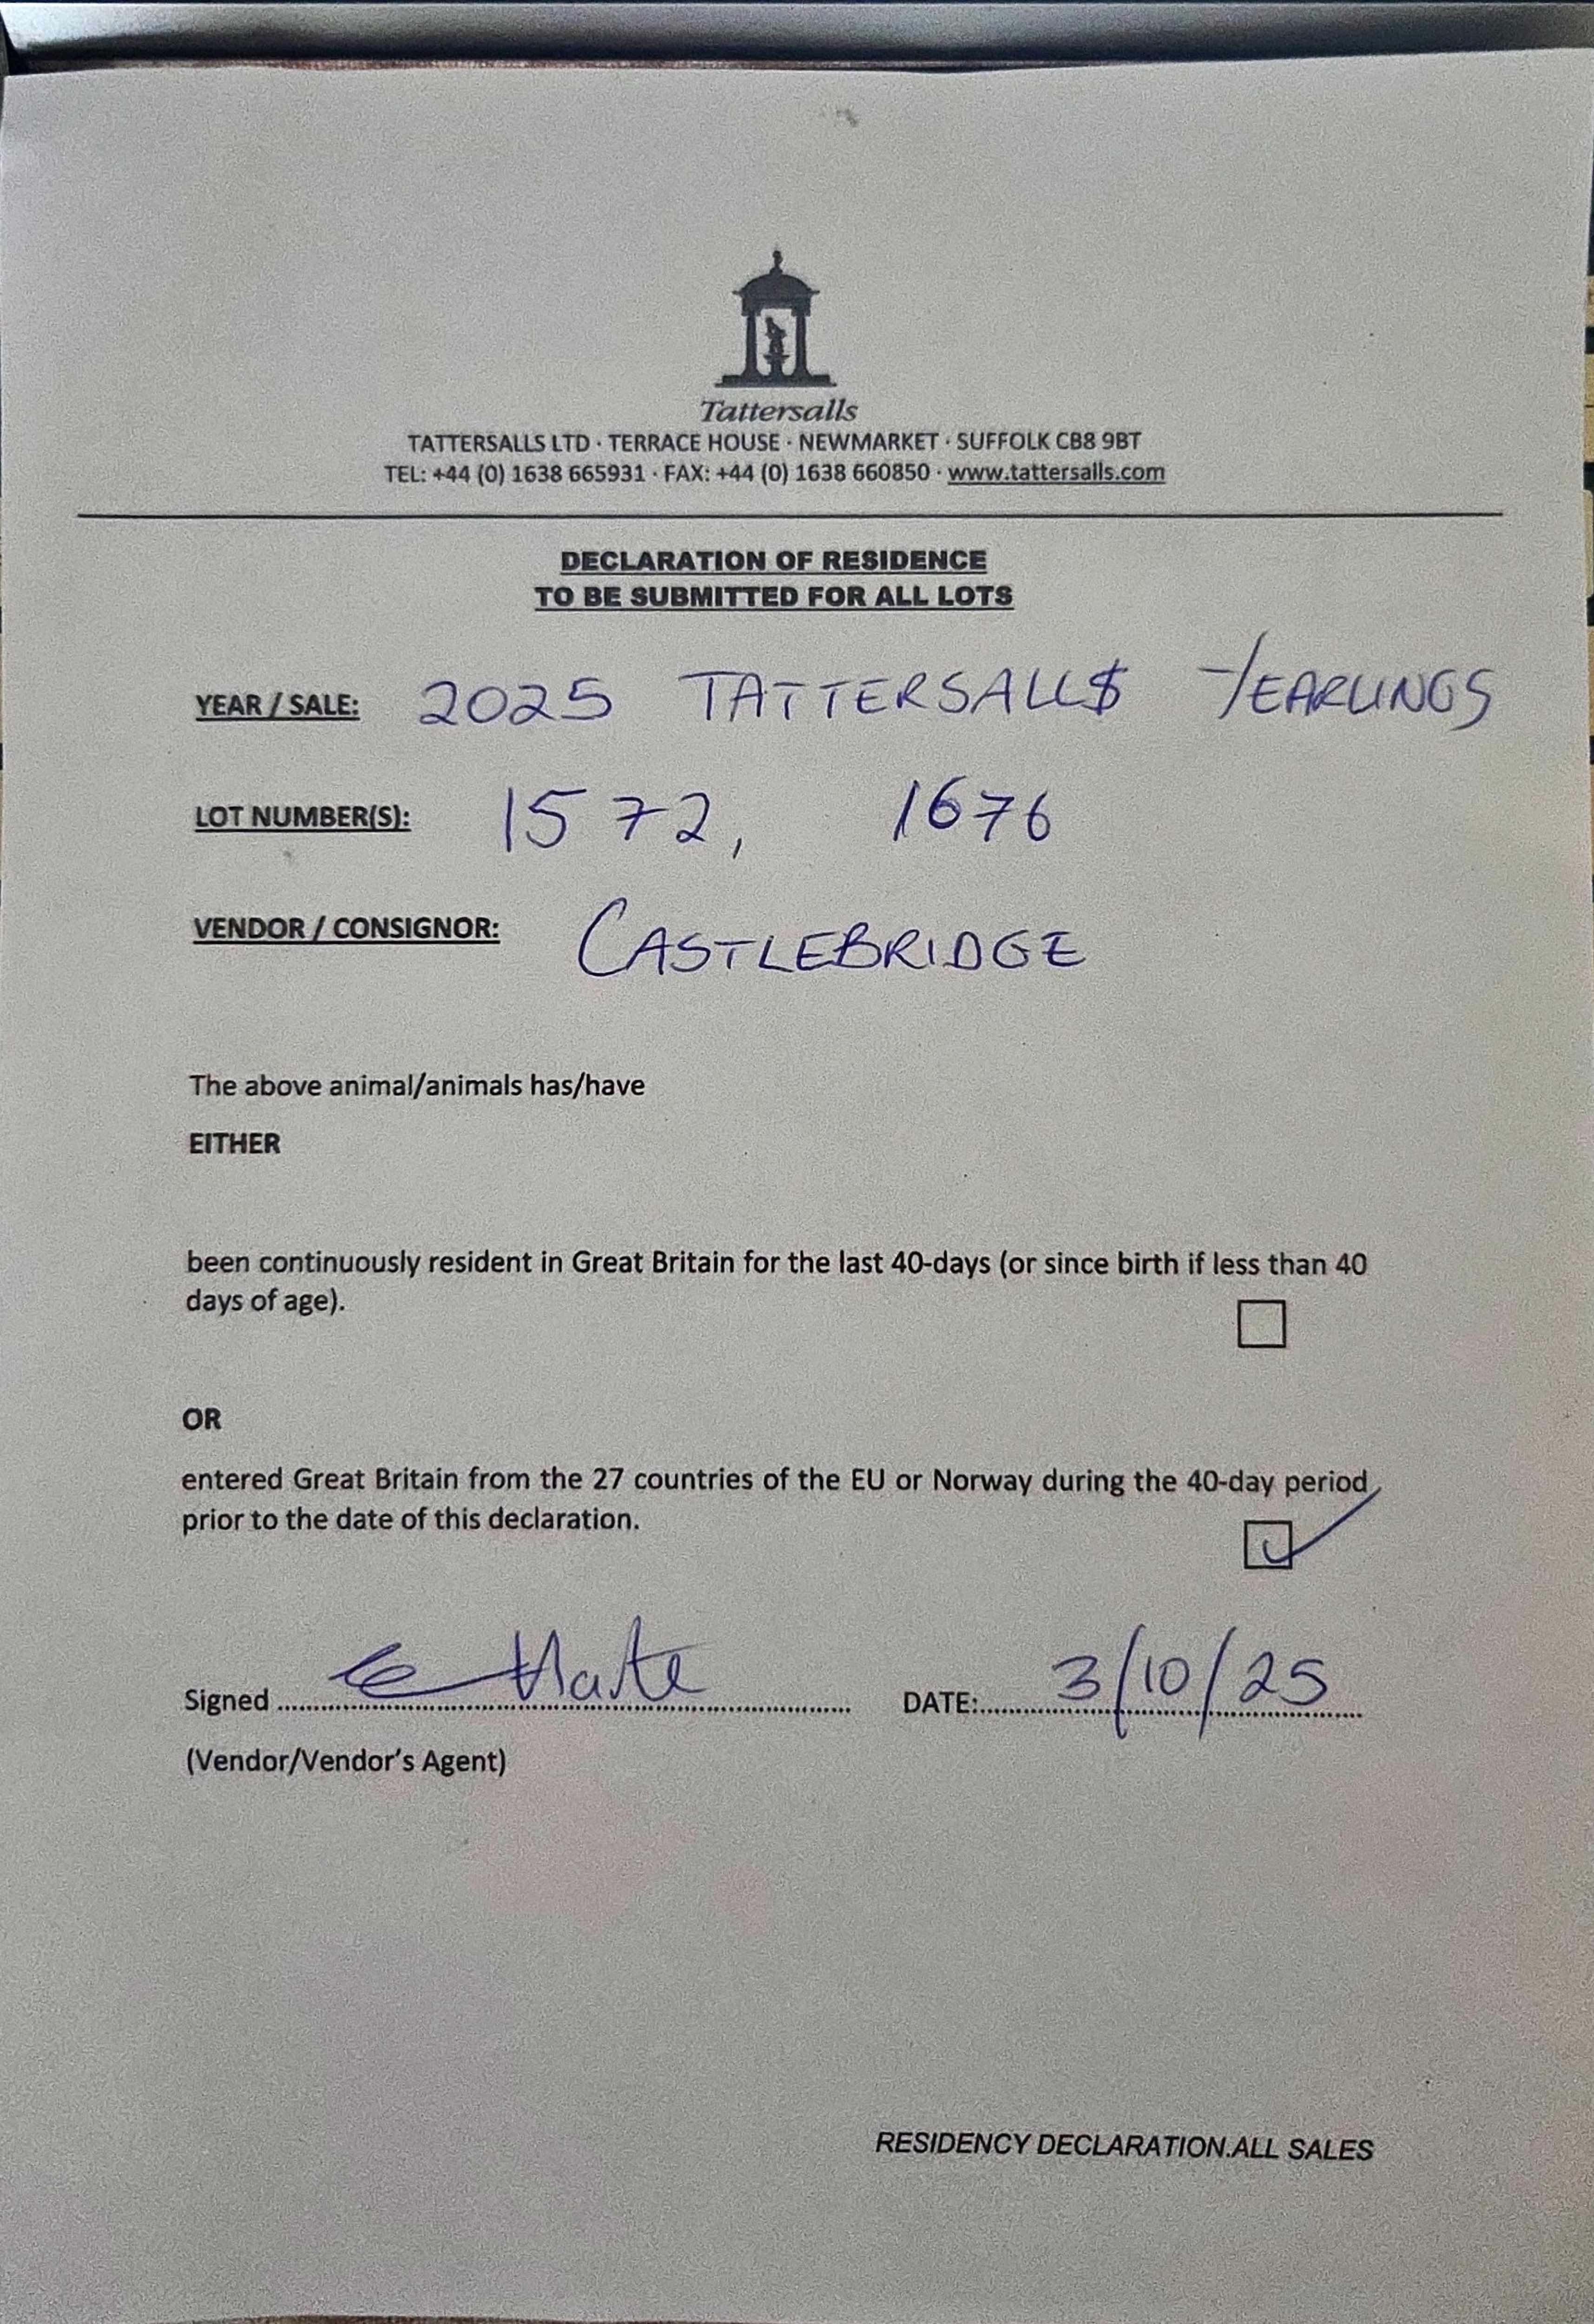 Tattersalls
TATTERSALLS LTD · TERRACE HOUSE · NEWMARKET · SUFFOLK CB8 9BT
TEL: +44 (0) 1638 665931 · FAX: +44 (0) 1638 660850 · www.tattersalls.com
DECLARATION OF RESIDENCE
TO BE SUBMITTED FOR ALL LOTS
YEAR / SALE: 2025 TATTERSALLS YEARLINGS
LOT NUMBER(S): 1572, 1676
VENDOR / CONSIGNOR: CASTLEBRIDGE
The above animal/animals has/have
EITHER
been continuously resident in Great Britain for the last 40-days (or since birth if less than 40
days of age).
OR
entered Great Britain from the 27 countries of the EU or Norway during the 40-day period
prior to the date of this declaration.
Signed DATE: 3/10/25
(Vendor/Vendor's Agent)
RESIDENCY DECLARATION.ALL SALES